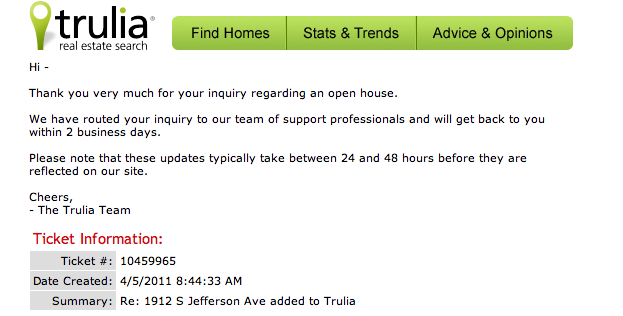 trulia®
real estate search
Find Homes
Stats & Trends
Advice & Opinions
Hi -
Thank you very much for your inquiry regarding an open house.
We have routed your inquiry to our team of support professionals and will get back to you
within 2 business days.
Please note that these updates typically take between 24 and 48 hours before they are
reflected on our site.
Cheers,
- The Trulia Team
Ticket Information:
Ticket #: 10459965
Date Created: 4/5/2011 8:44:33 AM
Summary: Re: 1912 S Jefferson Ave added to Trulia